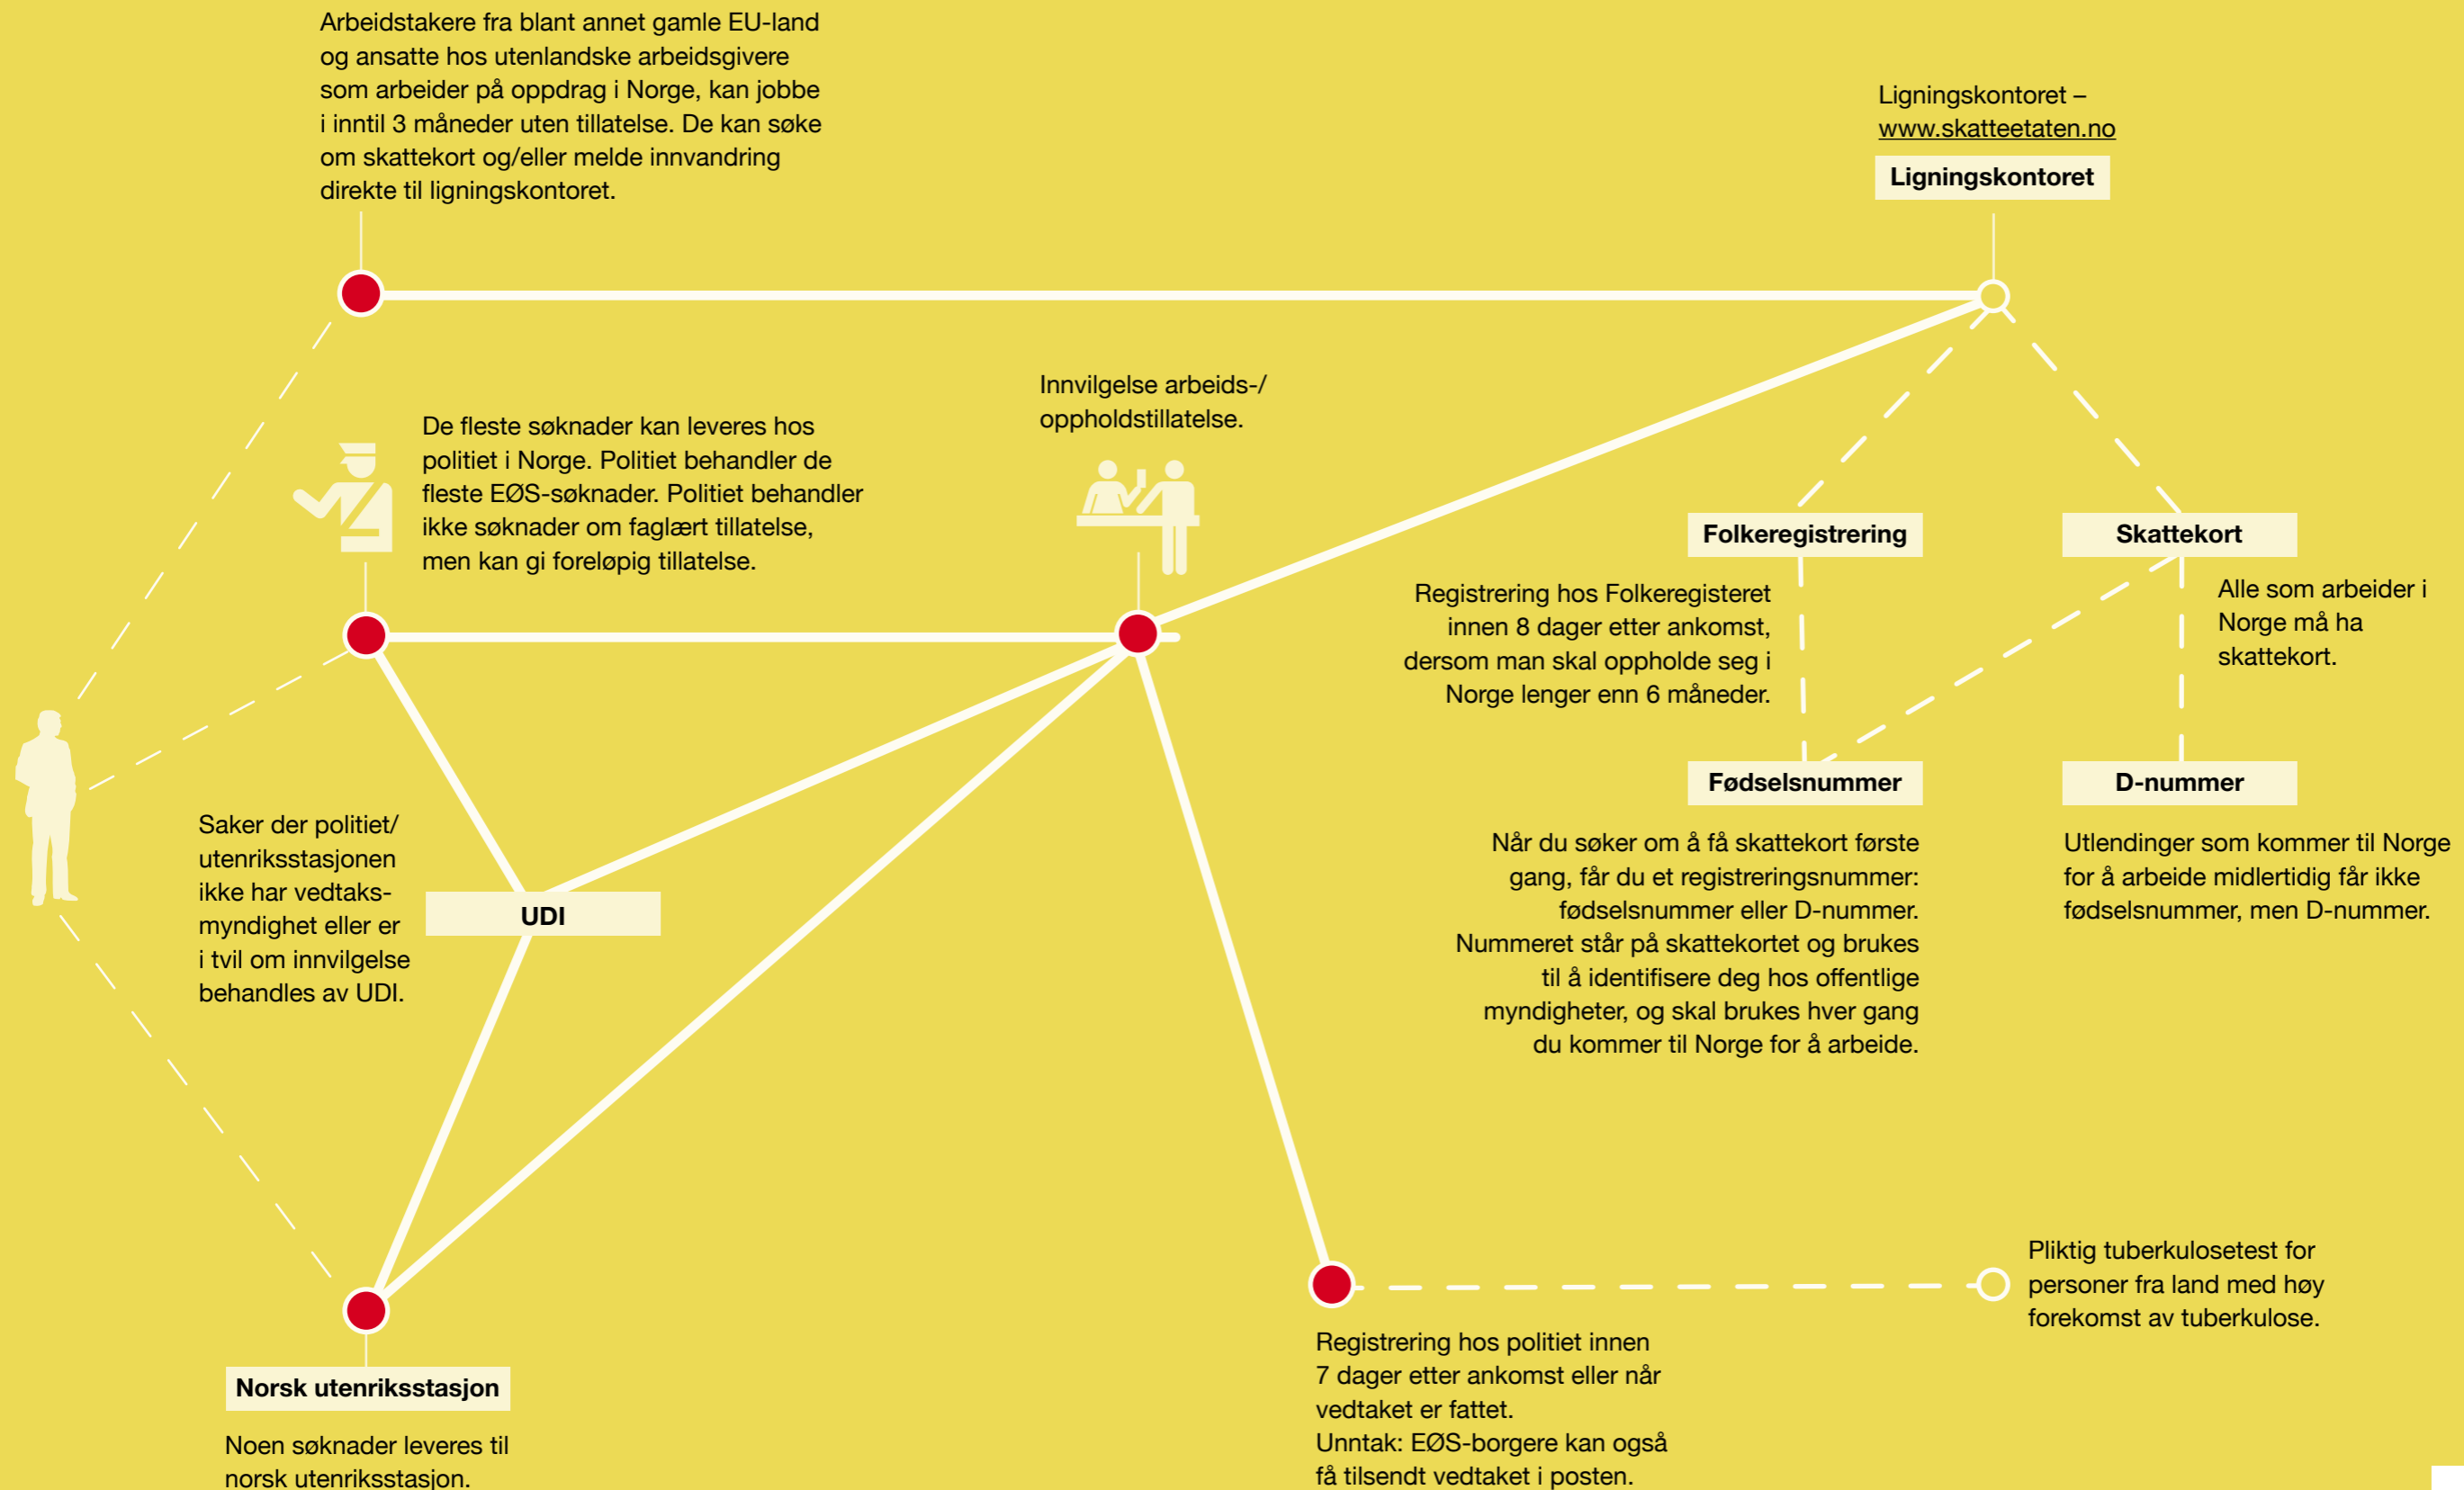 Arbeidstakere fra blant annet gamle EU-land
og ansatte hos utenlandske arbeidsgivere
som arbeider på oppdrag i Norge, kan jobbe
i inntil 3 måneder uten tillatelse. De kan søke
om skattekort og/eller melde innvandring
direkte til ligningskontoret.
Ligningskontoret –
www.skatteetaten.no
Ligningskontoret
De fleste søknader kan leveres hos
politiet i Norge. Politiet behandler de
fleste EØS-søknader. Politiet behandler
ikke søknader om faglært tillatelse,
men kan gi foreløpig tillatelse.
Innvilgelse arbeids-/
oppholdstillatelse.
Folkeregistrering
Registrering hos Folkeregisteret
innen 8 dager etter ankomst,
dersom man skal oppholde seg i
Norge lenger enn 6 måneder.
Skattekort
Alle som arbeider i
Norge må ha
skattekort.
Saker der politiet/
utenriksstasjonen
ikke har vedtaks-
myndighet eller er
i tvil om innvilgelse
behandles av UDI.
UDI
Fødselsnummer
Når du søker om å få skattekort første
gang, får du et registreringsnummer:
fødselsnummer eller D-nummer.
Nummeret står på skattekortet og brukes
til å identifisere deg hos offentlige
myndigheter, og skal brukes hver gang
du kommer til Norge for å arbeide.
D-nummer
Utlendinger som kommer til Norge
for å arbeide midlertidig får ikke
fødselsnummer, men D-nummer.
Norsk utenriksstasjon
Noen søknader leveres til
norsk utenriksstasjon.
Registrering hos politiet innen
7 dager etter ankomst eller når
vedtaket er fattet.
Unntak: EØS-borgere kan også
få tilsendt vedtaket i posten.
Pliktig tuberkulosetest for
personer fra land med høy
forekomst av tuberkulose.